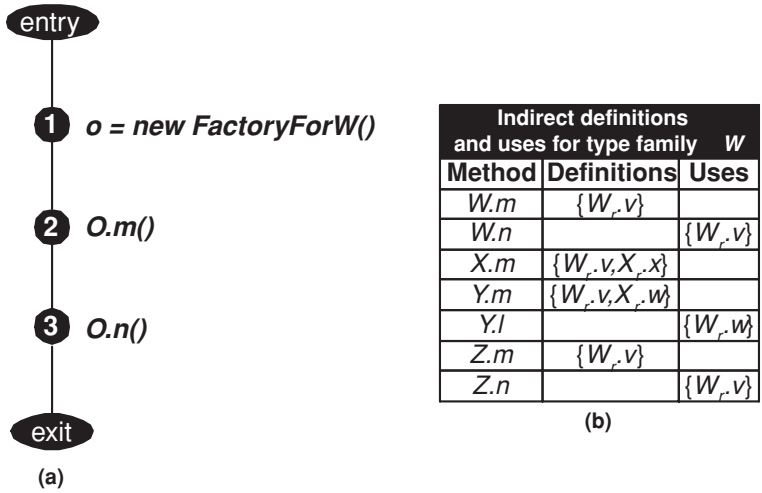 entry
1 o = new FactoryForW()
2 O.m()
3 O.n()
exit
(a)
Indirect definitions
and uses for type family W
Method Definitions Uses
W.m {W_r.v}
W.n {W_r.v}
X.m {W_r.v,X_r.x}
Y.m {W_r.v,X_r.w}
Y.l {W_r.w}
Z.m {W_r.v}
Z.n {W_r.v}
(b)